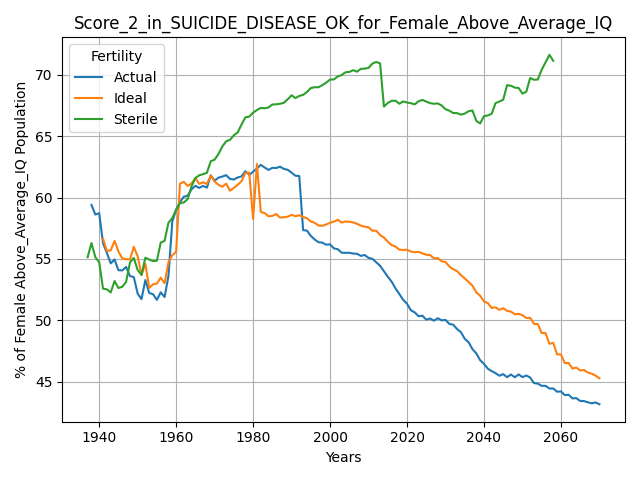 Score_2_in_SUICIDE_DISEASE_OK_for_Female_Above_Average_IQ
Fertility
Actual
Ideal
Sterile
% of Female Above_Average_IQ Population
70
65
60
55
50
45
1940
1960
1980
2000
2020
2040
2060
Years